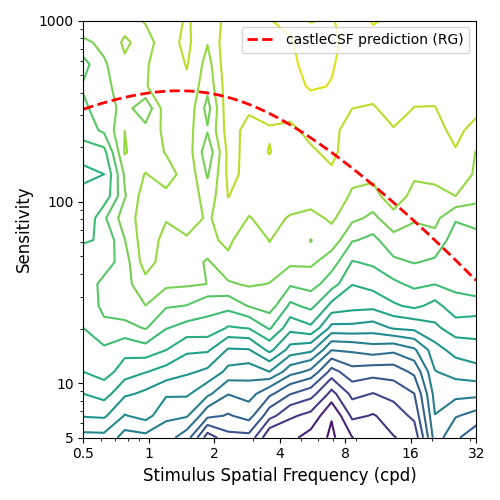 1000
castleCSF prediction (RG)
100
10
5
Sensitivity
0.5 1 2 4 8 16 32
Stimulus Spatial Frequency (cpd)